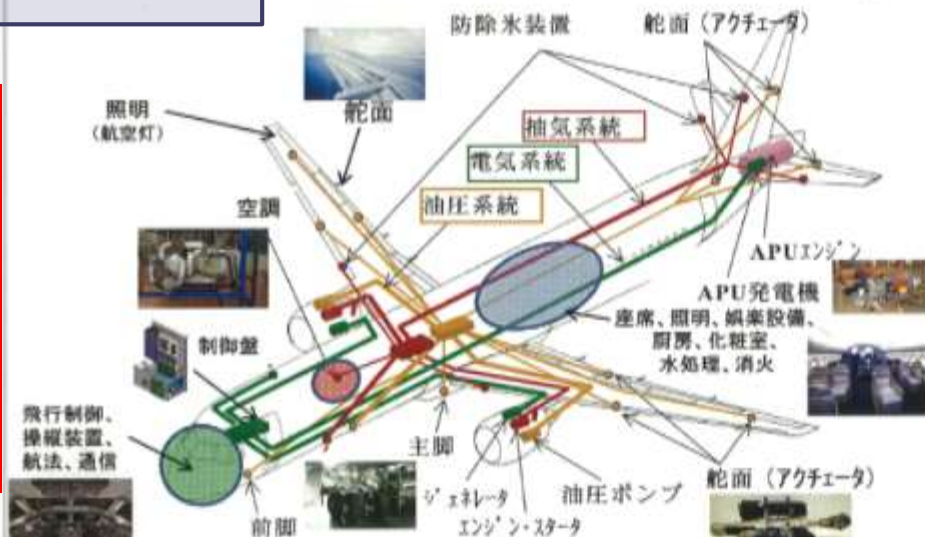 防除氷装置
舵面（アクチェータ）
照明
（航空灯）
舵面
抽気系統
電気系統
油圧系統
空調
APUエンジン
APU発電機
座席、照明、娯楽設備、
厨房、化粧室、
水処理、消火
制御盤
飛行制御、
操縦装置、
航法、通信
主脚
ジェネレータ
油圧ポンプ
舵面（アクチェータ）
前脚
エンジン・スタータ